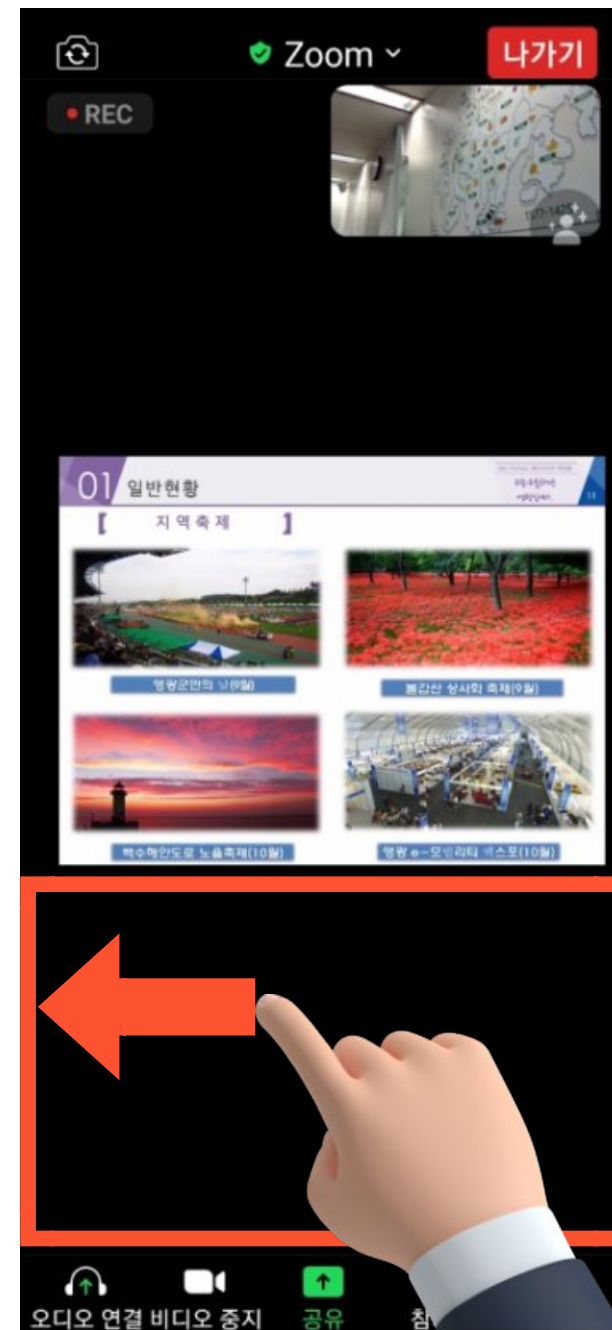 Zoom
나가기
REC
1577-1420
01 일반현황
[ 지역축제 ]
영광군민의 날(9월)
불갑산 상사화 축제(9월)
백수해안도로 노을축제(10월)
영광 e-모빌리티 엑스포(10월)
오디오 연결 비디오 중지 공유